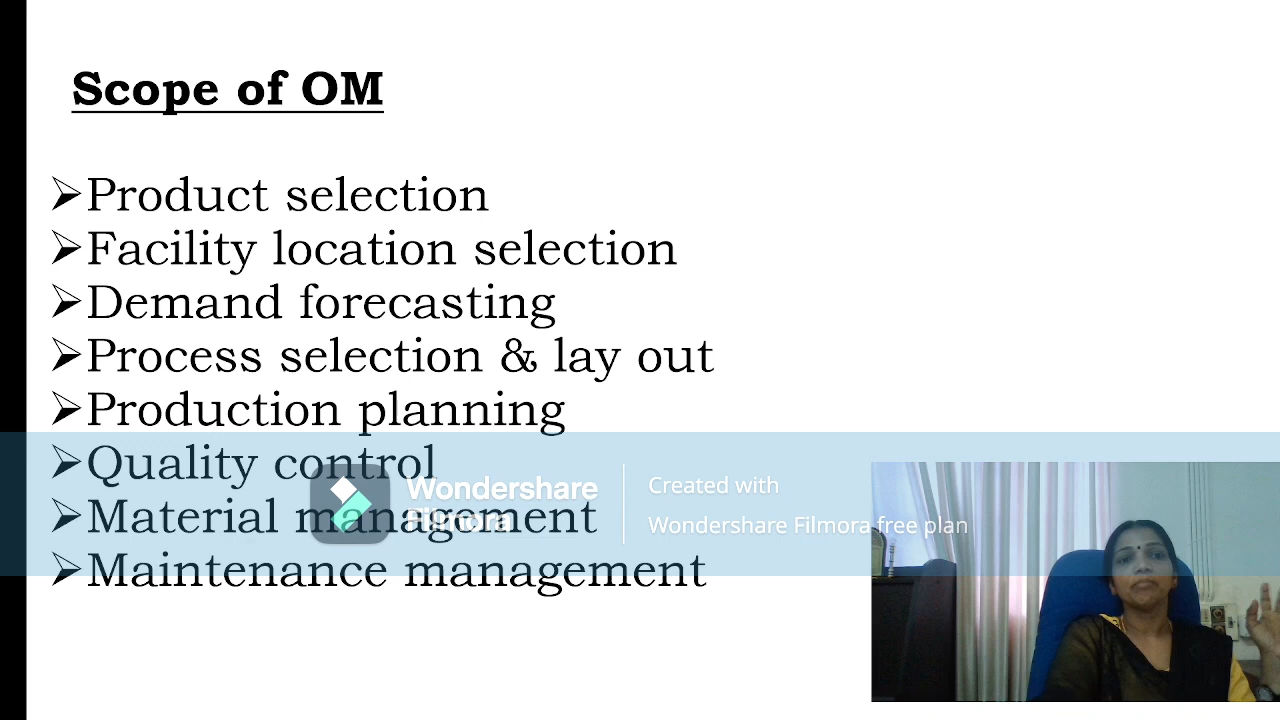 Scope of OM
➢Product selection
➢Facility location selection
➢Demand forecasting
➢Process selection & lay out
➢Production planning
➢Quality control
➢Material management
➢Maintenance management
Wondershare
Filmora
Created with
Wondershare Filmora free plan